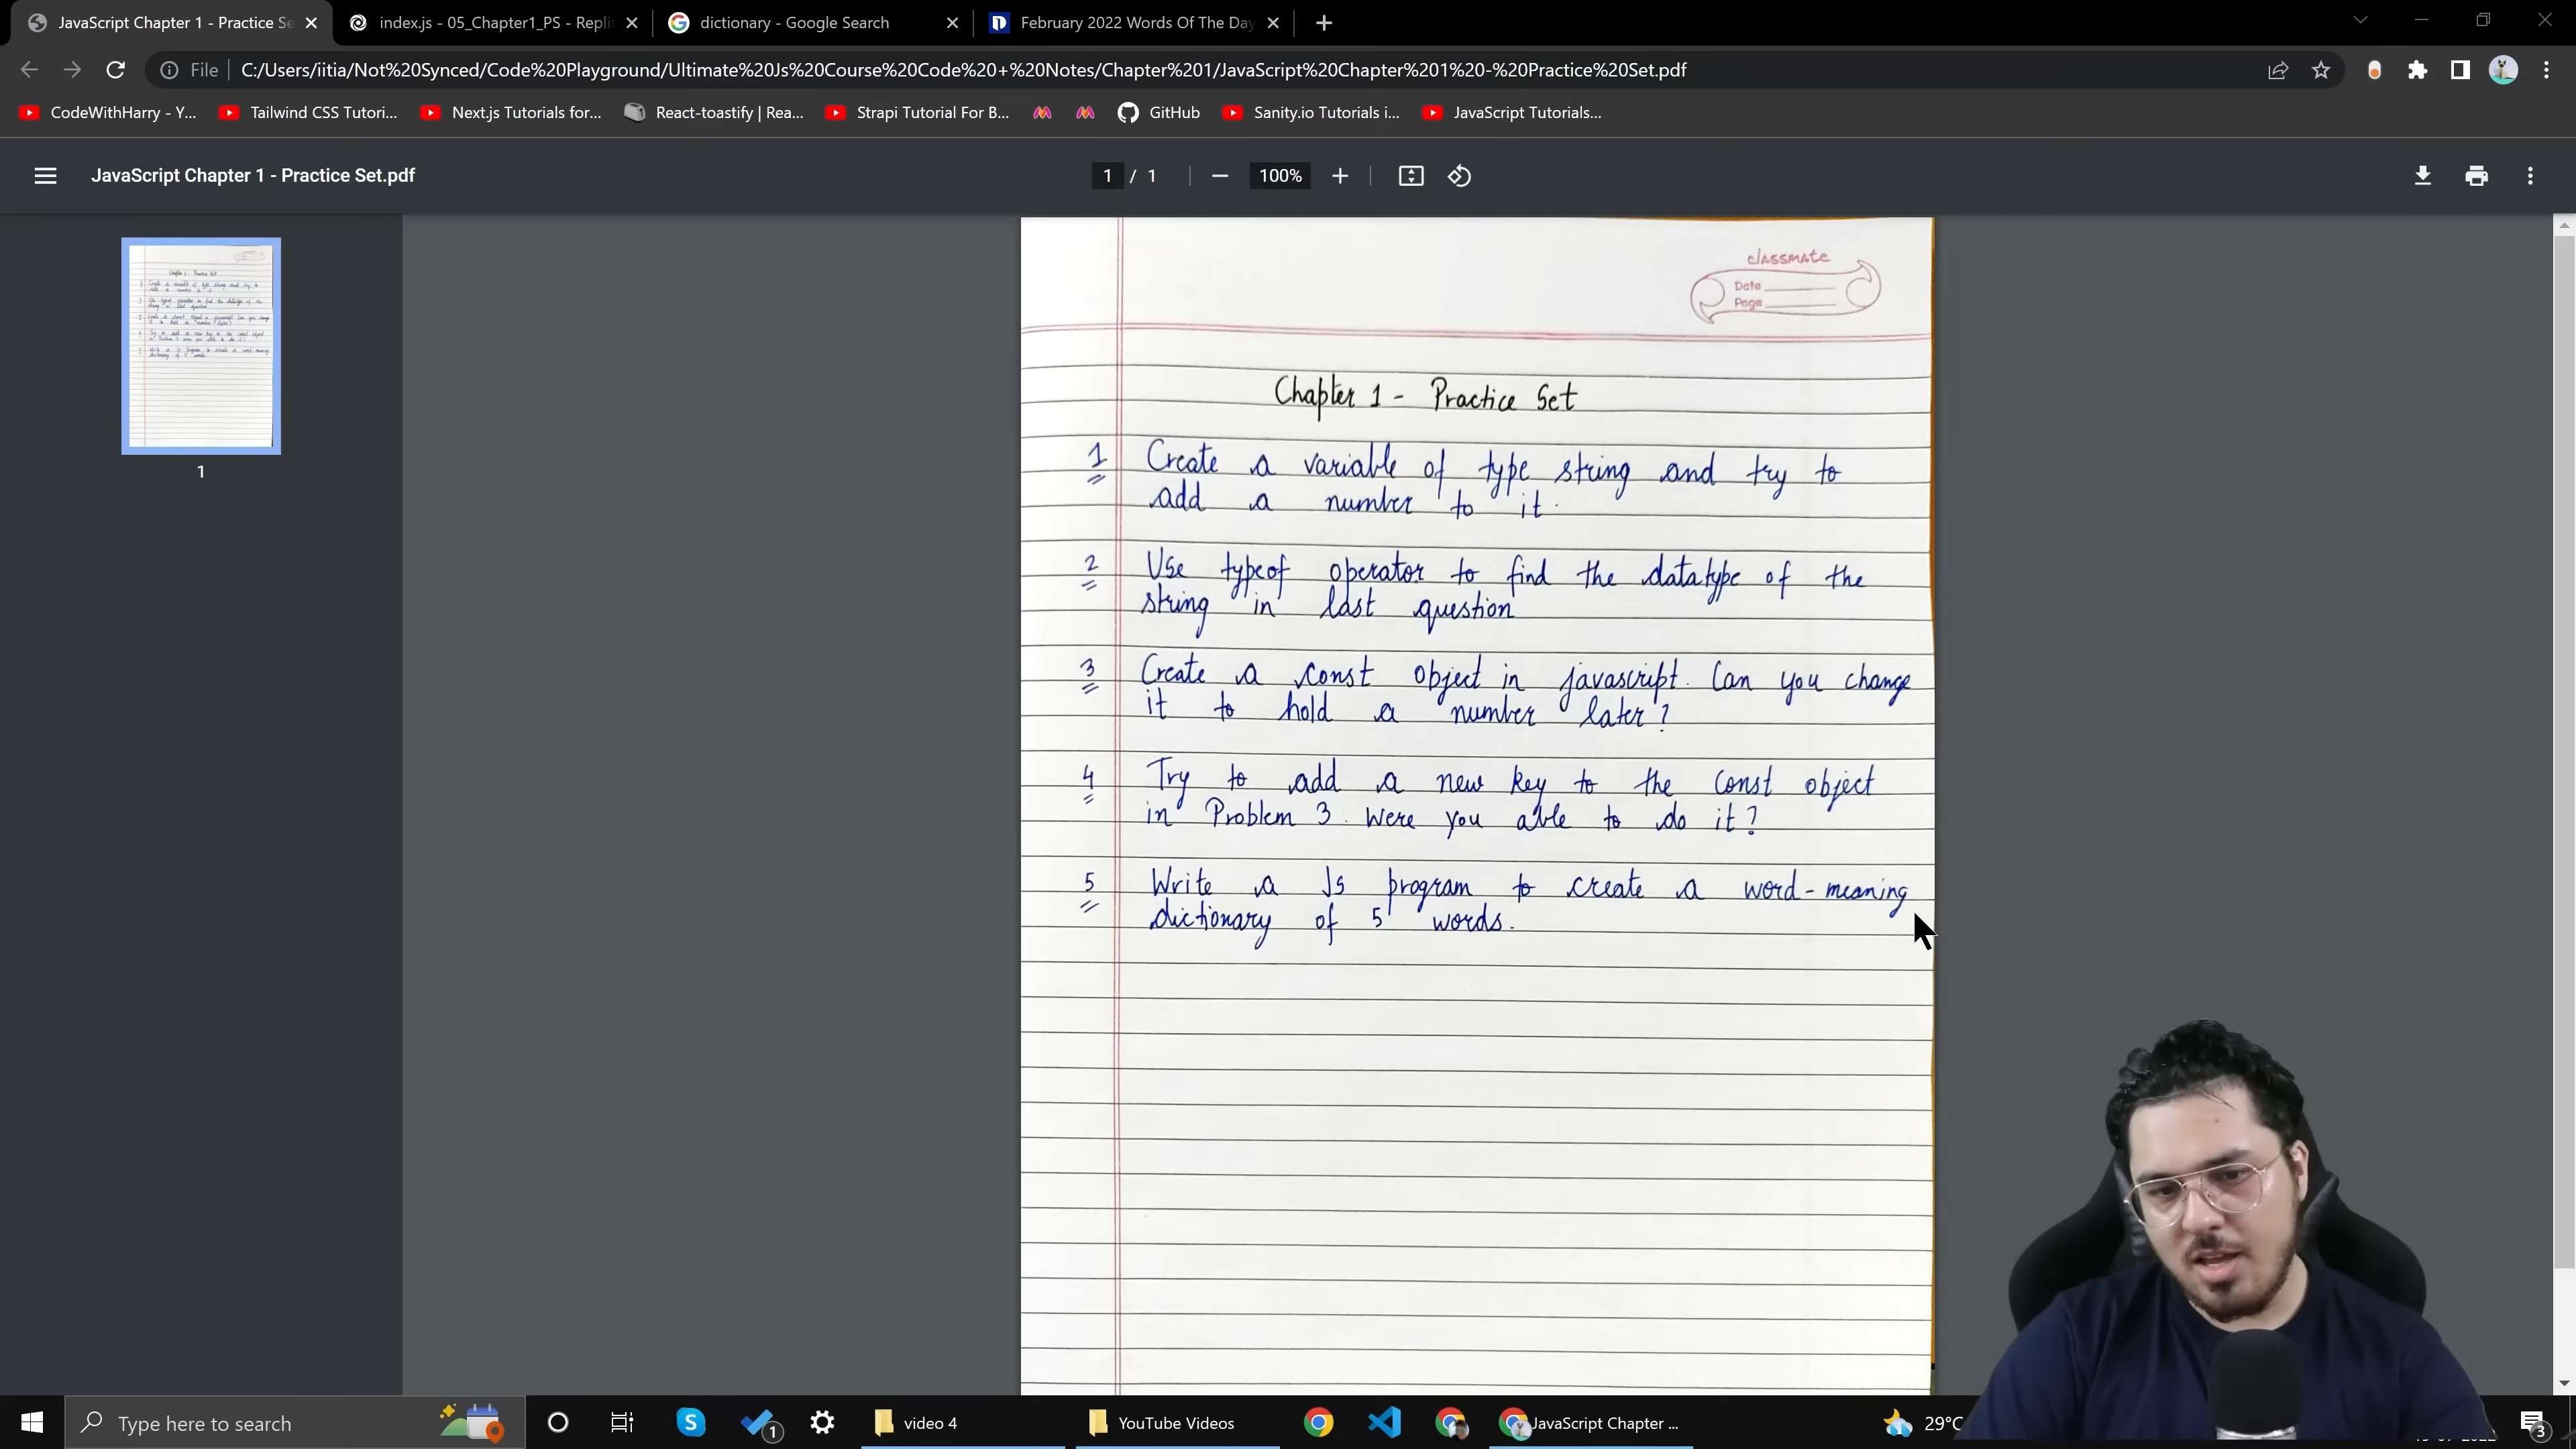 JavaScript Chapter 1 - Practice Se
index.js - 05_Chapter1_PS - Repli
dictionary - Google Search
February 2022 Words Of The Day
File
C:/Users/iitia/Not%20Synced/Code%20Playground/Ultimate%20Js%20Course%20Code%20+%20Notes/Chapter%201/JavaScript%20Chapter%201%20-%20Practice%20Set.pdf
CodeWithHarry - Y...
Tailwind CSS Tutori...
Next.js Tutorials for...
React-toastify | Rea...
Strapi Tutorial For B...
GitHub
Sanity.io Tutorials i...
JavaScript Tutorials...
JavaScript Chapter 1 - Practice Set.pdf
1 / 1
100%
1
classmate
Date
Page
Chapter 1 - Practice Set
1 Create a variable of type string and try to
add a number to it.
2 Use typeof operator to find the datatype of the
string in last question
3 Create a const object in javascript. Can you change
it to hold a number later?
4 Try to add a new key to the const object
in Problem 3. Were you able to do it?
5 Write a Js program to create a word-meaning
dictionary of 5 words.
Type here to search
1
video 4
YouTube Videos
JavaScript Chapter ...
29°C
3